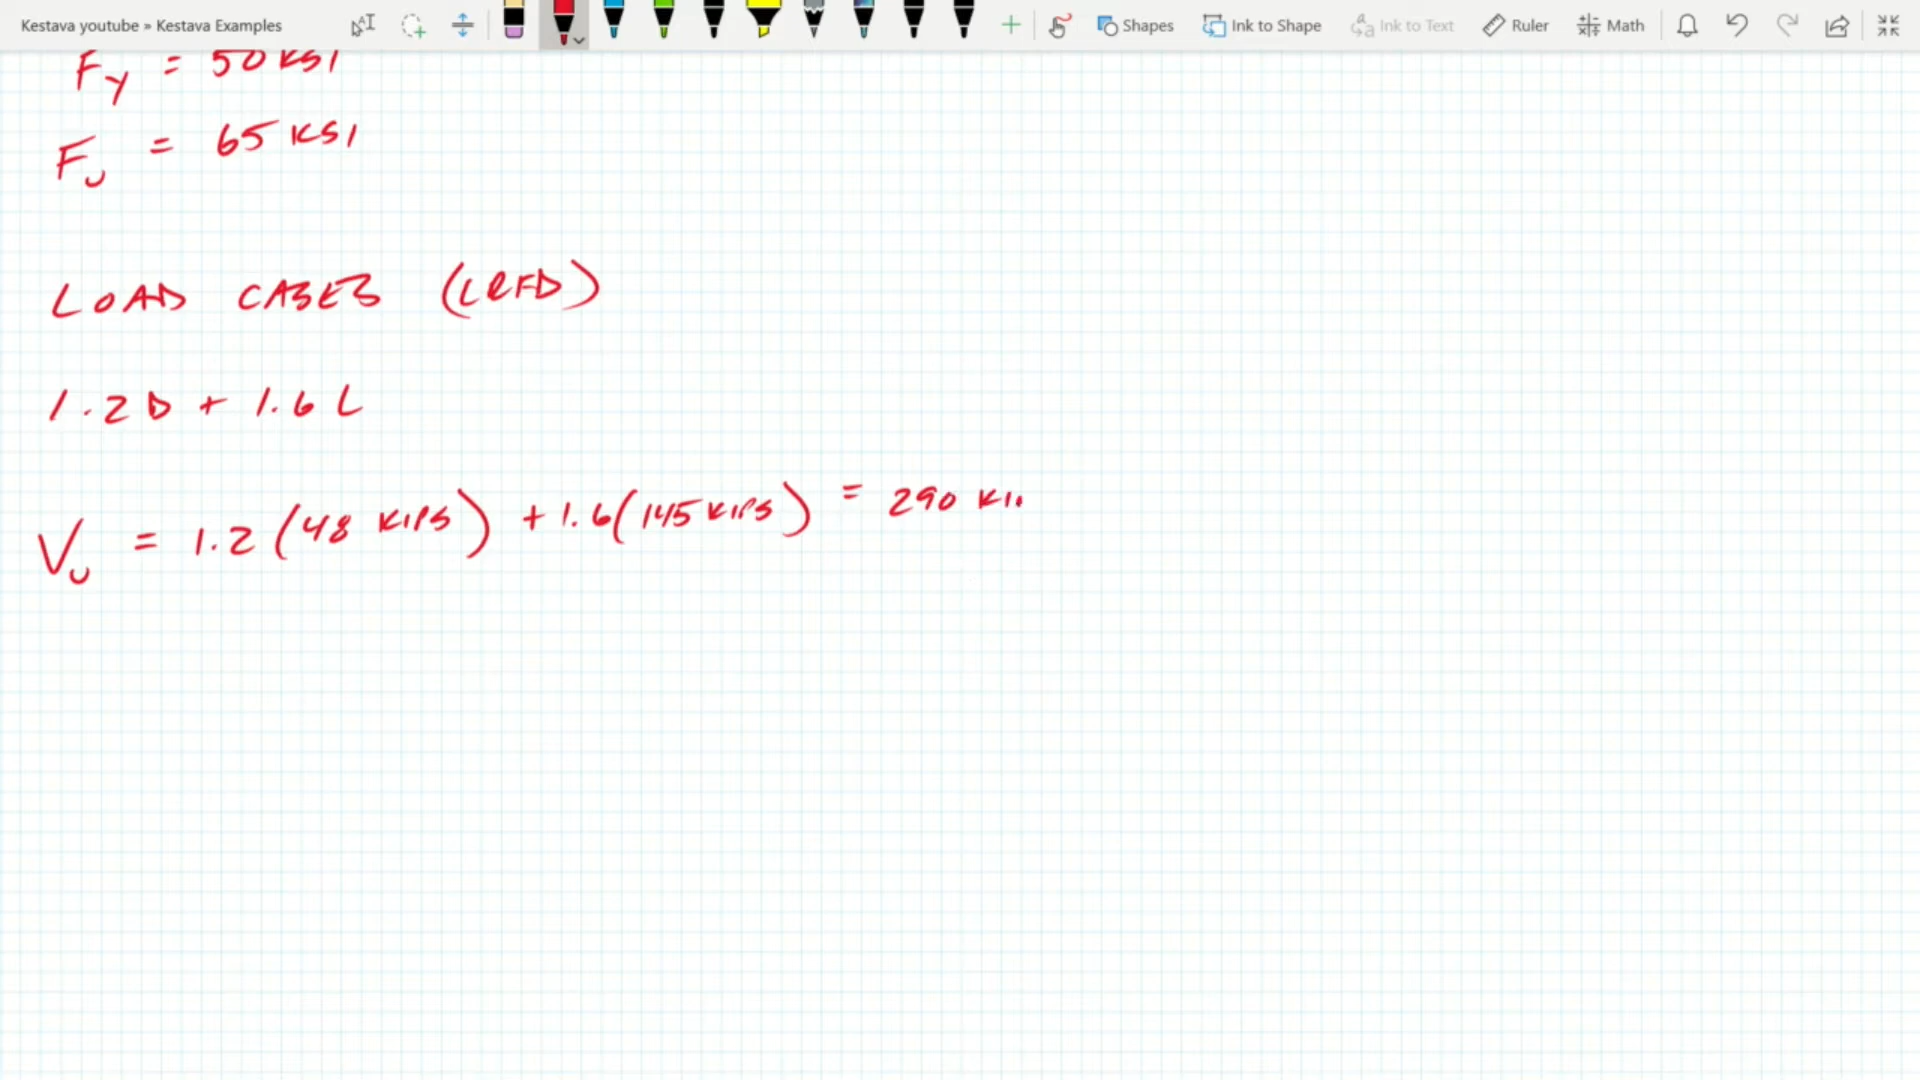 Kestava youtube » Kestava Examples Shapes Ink to Shape Ink to Text Ruler Math
Fy = 50 KSI
Fu = 65 KSI
LOAD CASES (LRFD)
1.2D + 1.6L
Vu = 1.2 (48 KIPS) + 1.6(145 KIPS) = 290 KI